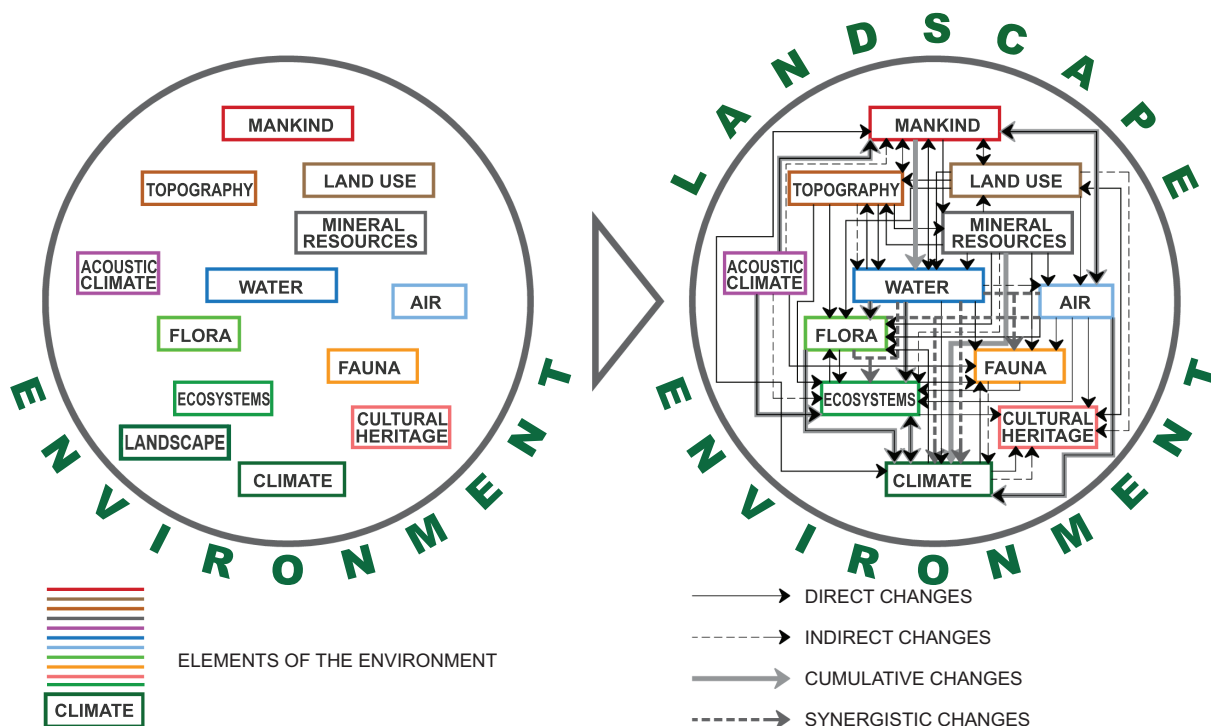 MANKIND
TOPOGRAPHY
LAND USE
MINERAL
RESOURCES
ACOUSTIC
CLIMATE
WATER
AIR
FLORA
FAUNA
ECOSYSTEMS
CULTURAL
HERITAGE
LANDSCAPE
CLIMATE
ENVIRONMENT
LANDSCAPE
MANKIND
TOPOGRAPHY
LAND USE
MINERAL
RESOURCES
ACOUSTIC
CLIMATE
WATER
AIR
FLORA
FAUNA
ECOSYSTEMS
CULTURAL
HERITAGE
CLIMATE
ENVIRONMENT
ELEMENTS OF THE ENVIRONMENT
CLIMATE
DIRECT CHANGES
INDIRECT CHANGES
CUMULATIVE CHANGES
SYNERGISTIC CHANGES